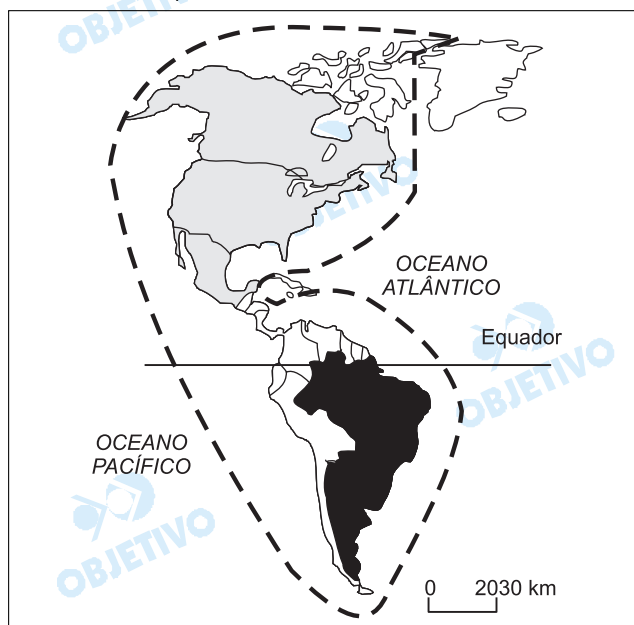 OBJETIVO
OBJETIVO
OCEANO
ATLÂNTICO
Equador
OBJETIVO
OCEANO
PACÍFICO
OBJETIVO
0 2030 km